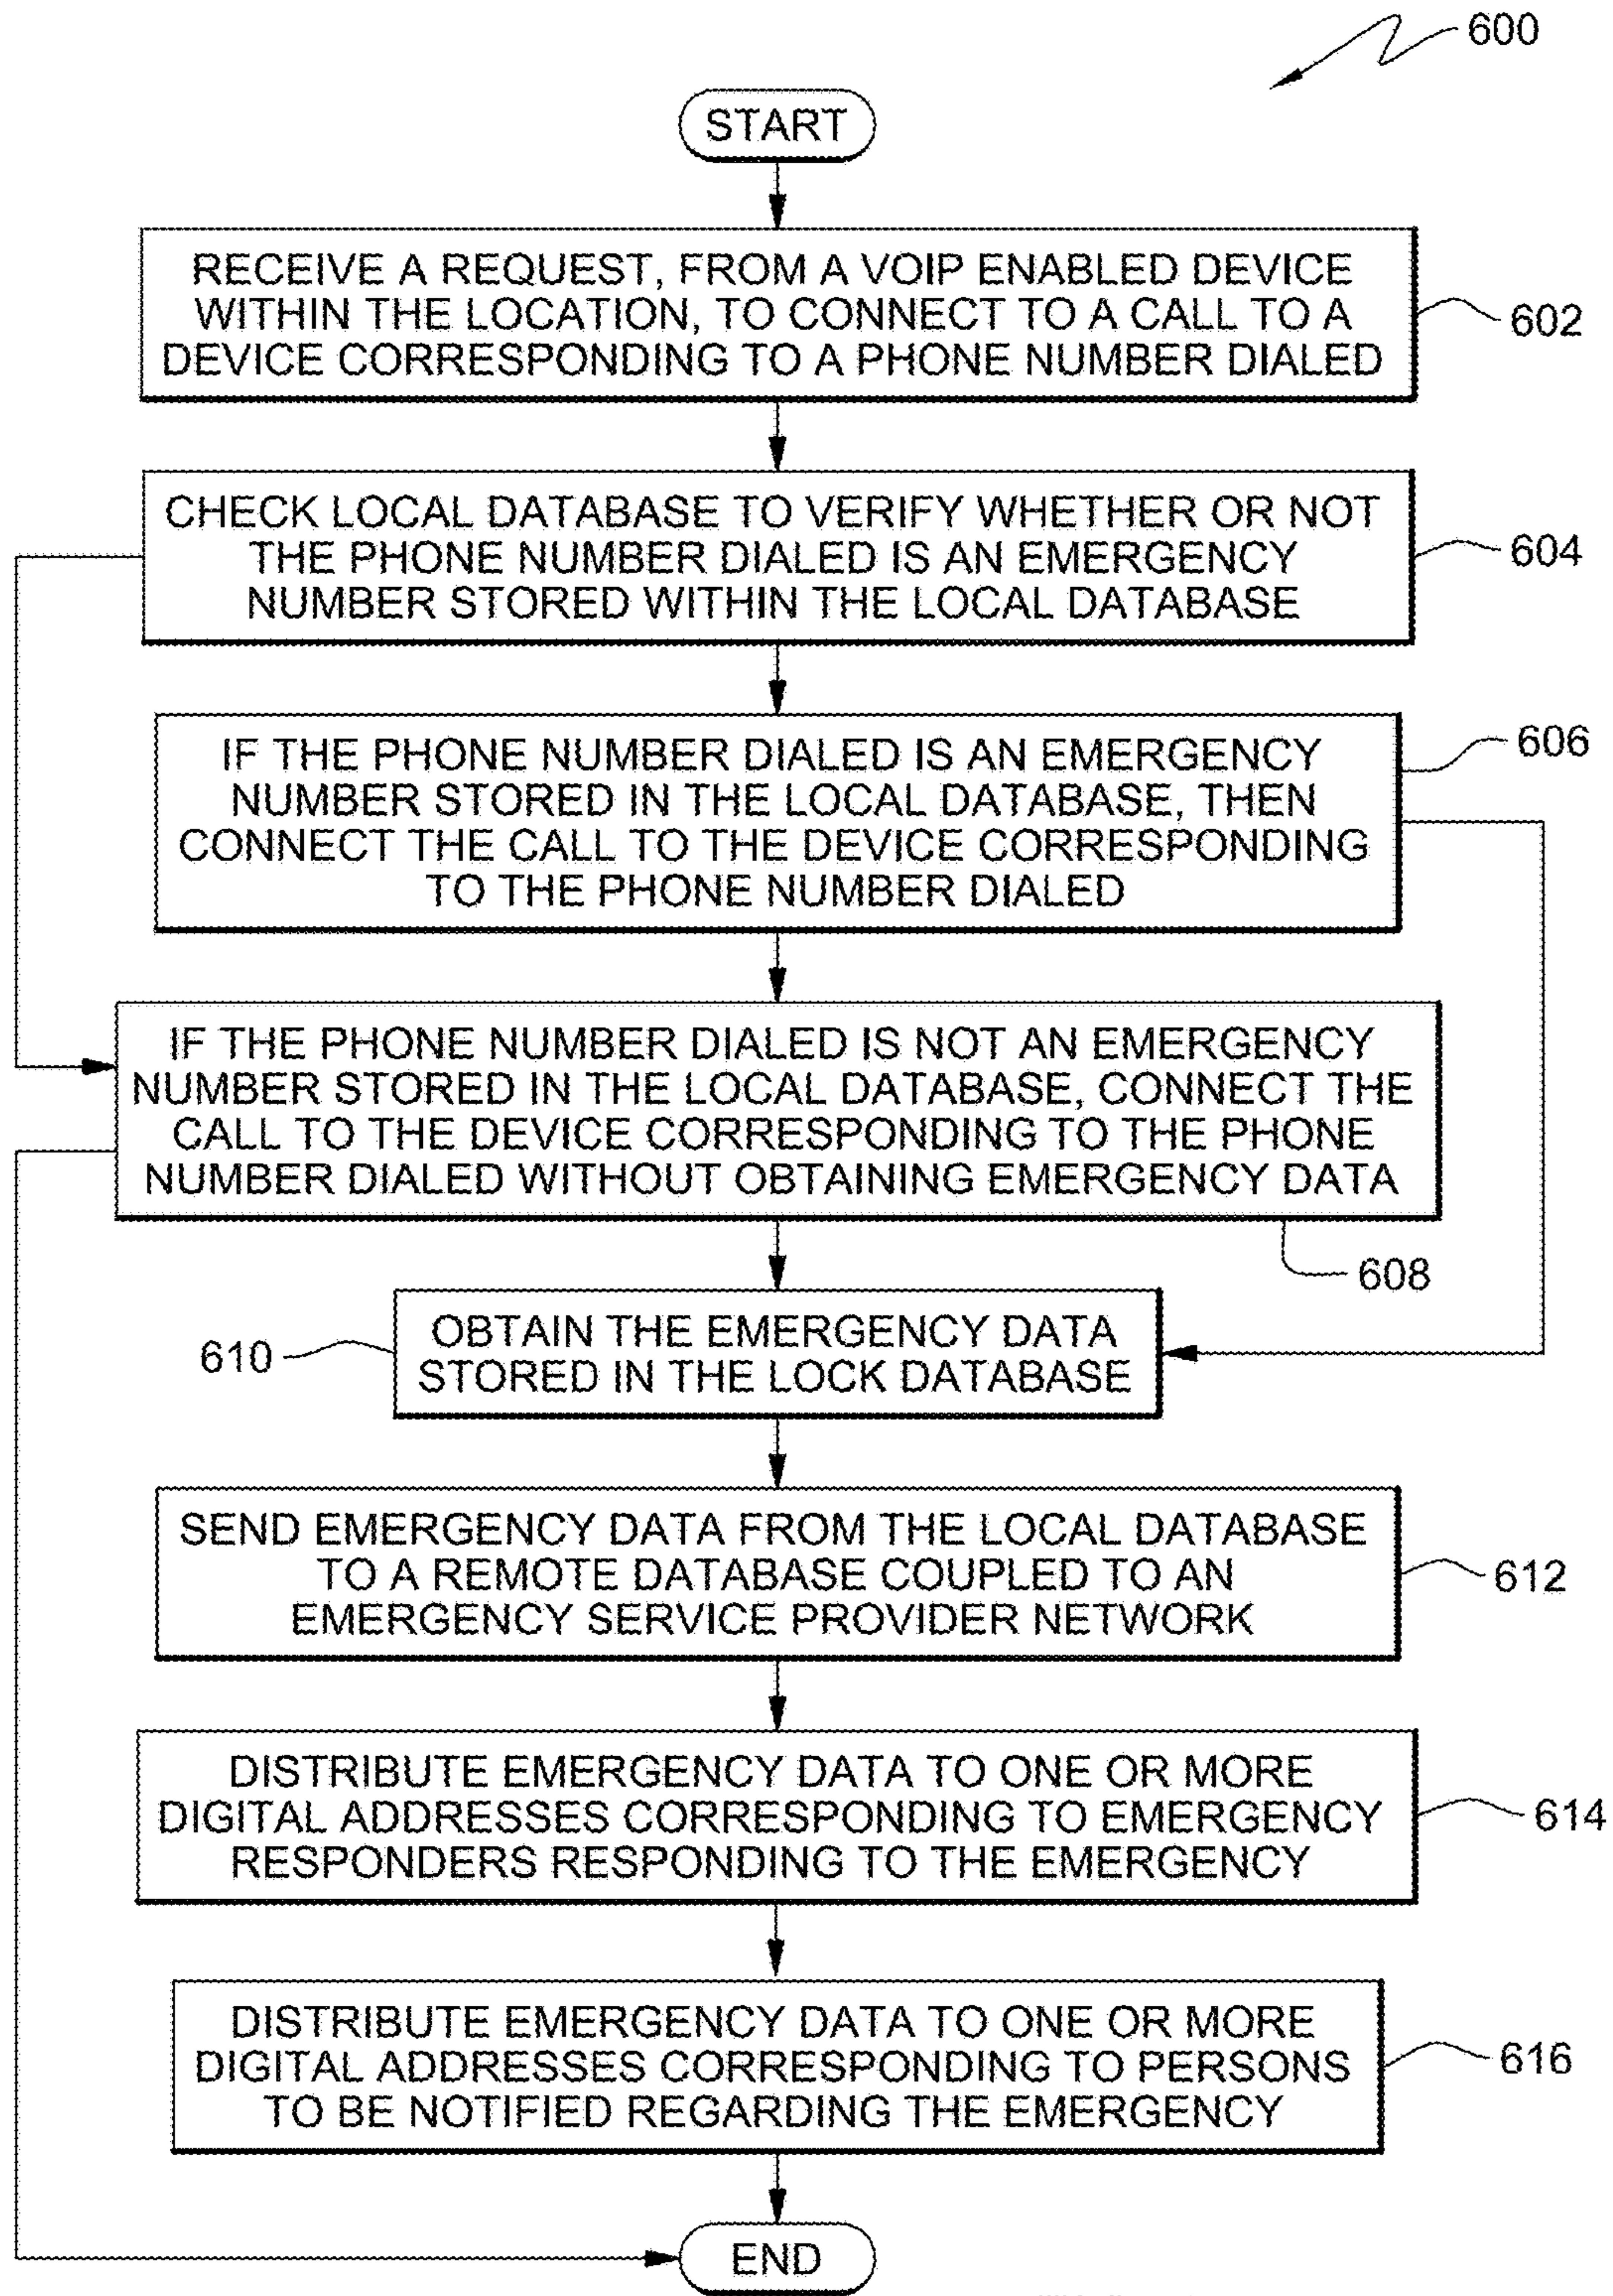 600
START
RECEIVE A REQUEST, FROM A VOIP ENABLED DEVICE
WITHIN THE LOCATION, TO CONNECT TO A CALL TO A
DEVICE CORRESPONDING TO A PHONE NUMBER DIALED
602
CHECK LOCAL DATABASE TO VERIFY WHETHER OR NOT
THE PHONE NUMBER DIALED IS AN EMERGENCY
NUMBER STORED WITHIN THE LOCAL DATABASE
604
IF THE PHONE NUMBER DIALED IS AN EMERGENCY
NUMBER STORED IN THE LOCAL DATABASE, THEN
CONNECT THE CALL TO THE DEVICE CORRESPONDING
TO THE PHONE NUMBER DIALED
606
IF THE PHONE NUMBER DIALED IS NOT AN EMERGENCY
NUMBER STORED IN THE LOCAL DATABASE, CONNECT THE
CALL TO THE DEVICE CORRESPONDING TO THE PHONE
NUMBER DIALED WITHOUT OBTAINING EMERGENCY DATA
608
610
OBTAIN THE EMERGENCY DATA
STORED IN THE LOCK DATABASE
SEND EMERGENCY DATA FROM THE LOCAL DATABASE
TO A REMOTE DATABASE COUPLED TO AN
EMERGENCY SERVICE PROVIDER NETWORK
612
DISTRIBUTE EMERGENCY DATA TO ONE OR MORE
DIGITAL ADDRESSES CORRESPONDING TO EMERGENCY
RESPONDERS RESPONDING TO THE EMERGENCY
614
DISTRIBUTE EMERGENCY DATA TO ONE OR MORE
DIGITAL ADDRESSES CORRESPONDING TO PERSONS
TO BE NOTIFIED REGARDING THE EMERGENCY
616
END